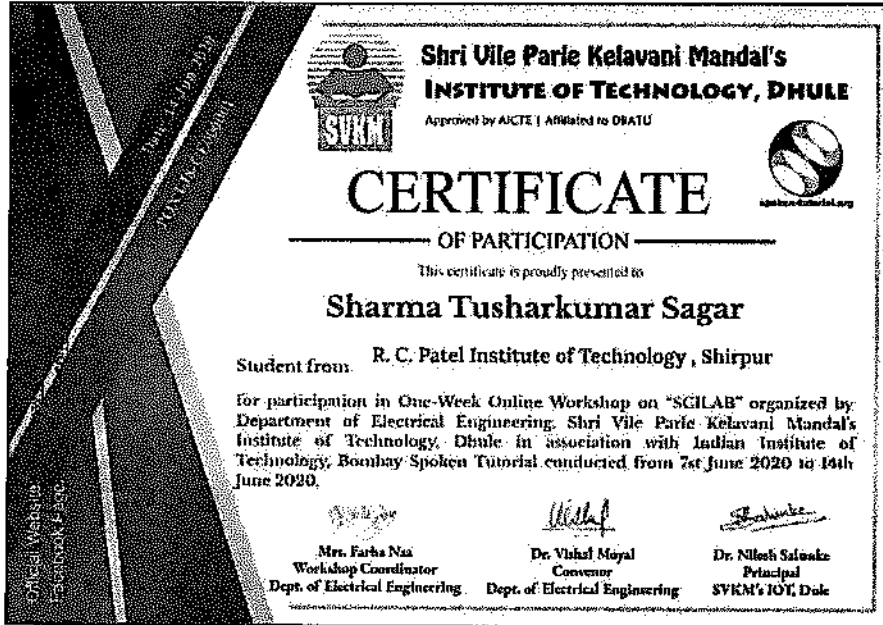 Shri Vile Parle Kelavani Mandal's
INSTITUTE OF TECHNOLOGY, DHULE
Approved by AICTE | Affiliated to DBATU
SVKM
spoken-tutorial.org
CERTIFICATE
OF PARTICIPATION
This certificate is proudly presented to
Sharma Tusharkumar Sagar
Student from R. C. Patel Institute of Technology , Shirpur
for participation in One-Week Online Workshop on "SCILAB" organized by
Department of Electrical Engineering, Shri Vile Parle Kelavani Mandal's
Institute of Technology, Dhule in association with Indian Institute of
Technology, Bombay Spoken Tutorial conducted from 7st June 2020 to 14th
June 2020.
Mrs. Farha Naz
Workshop Coordinator
Dept. of Electrical Engineering
Dr. Vishal Moyal
Convenor
Dept. of Electrical Engineering
Dr. Nilesh Salunke
Principal
SVKM's IOT, Dule
Official Website
Facebook Page